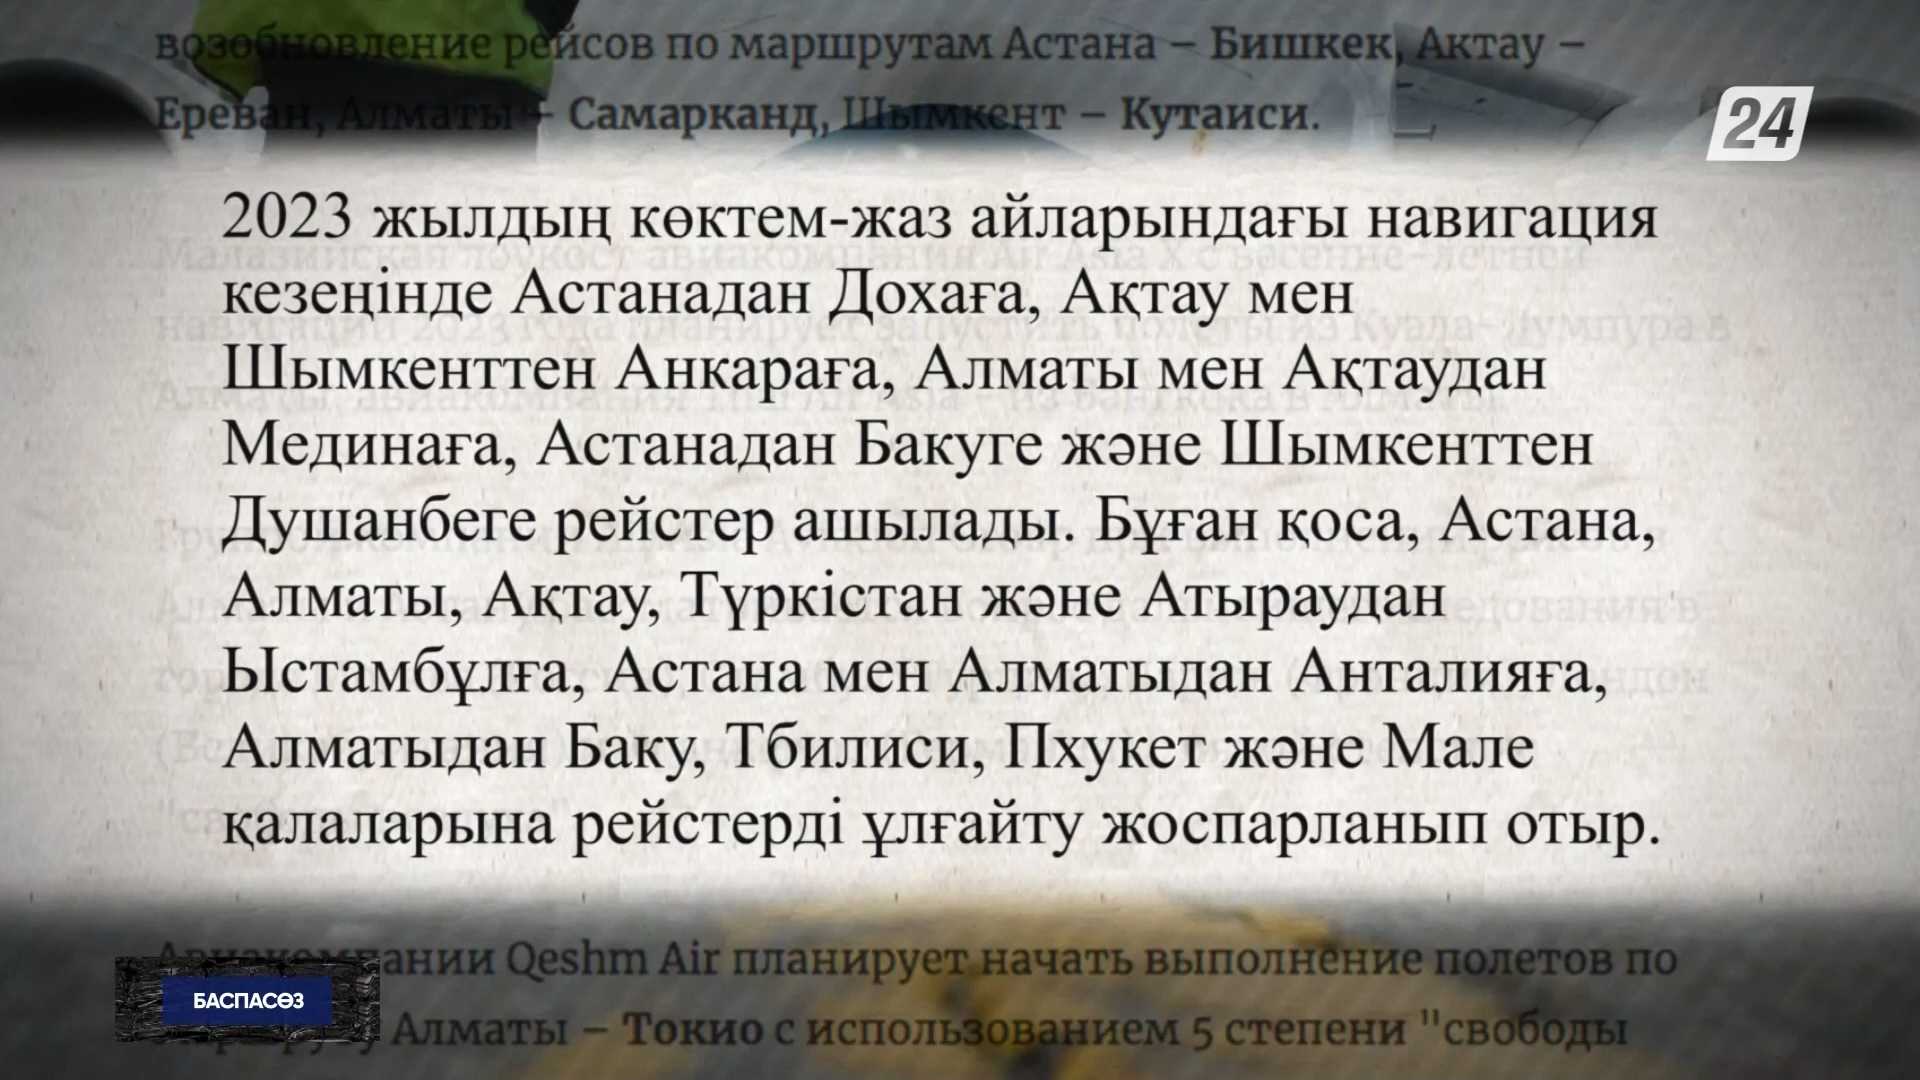 возобновление рейсов по маршрутам Астана – Бишкек, Актау –
Ереван, Алматы – Самарканд, Шымкент – Кутаиси.
24
2023 жылдың көктем-жаз айларындағы навигация
кезеңінде Астанадан Дохаға, Ақтау мен
Шымкенттен Анкараға, Алматы мен Ақтаудан
Мединаға, Астанадан Бакуге және Шымкенттен
Душанбеге рейстер ашылады. Бұған қоса, Астана,
Алматы, Ақтау, Түркістан және Атыраудан
Ыстамбұлға, Астана мен Алматыдан Анталияға,
Алматыдан Баку, Тбилиси, Пхукет және Мале
қалаларына рейстерді ұлғайту жоспарланып отыр.
Авиакомпании Qeshm Air планирует начать выполнение полетов по
БАСПАСӨЗ
Алматы – Токио с использованием 5 степени "свободы